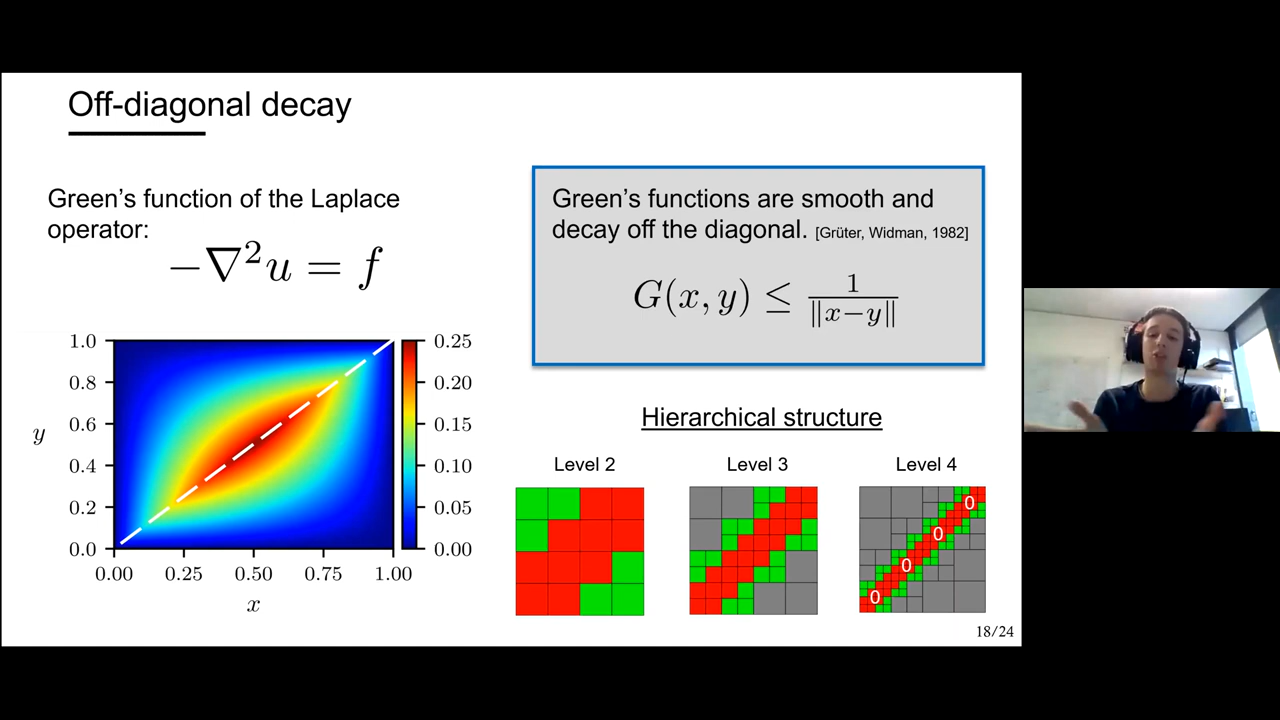 Off-diagonal decay
Green's function of the Laplace
operator:
−∇²u = f
1.0
0.8
0.6
0.4
0.2
0.0
y
0.00 0.25 0.50 0.75 1.00
x
0.25
0.20
0.15
0.10
0.05
0.00
Green's functions are smooth and
decay off the diagonal. [Grüter, Widman, 1982]
G(x, y) ≤ 1/‖x−y‖
Hierarchical structure
Level 2 Level 3 Level 4
0
0
0
0
18/24